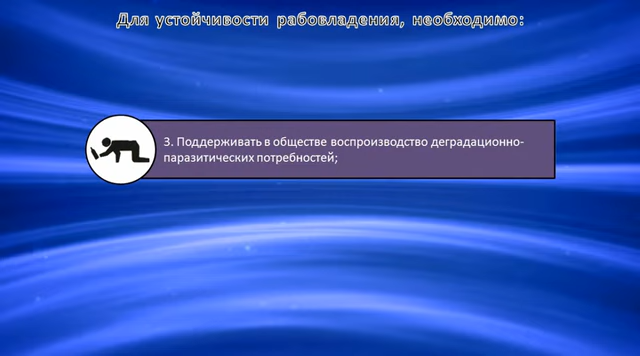 Для устойчивости рабовладения, необходимо:
3. Поддерживать в обществе воспроизводство деградационно-
паразитических потребностей;